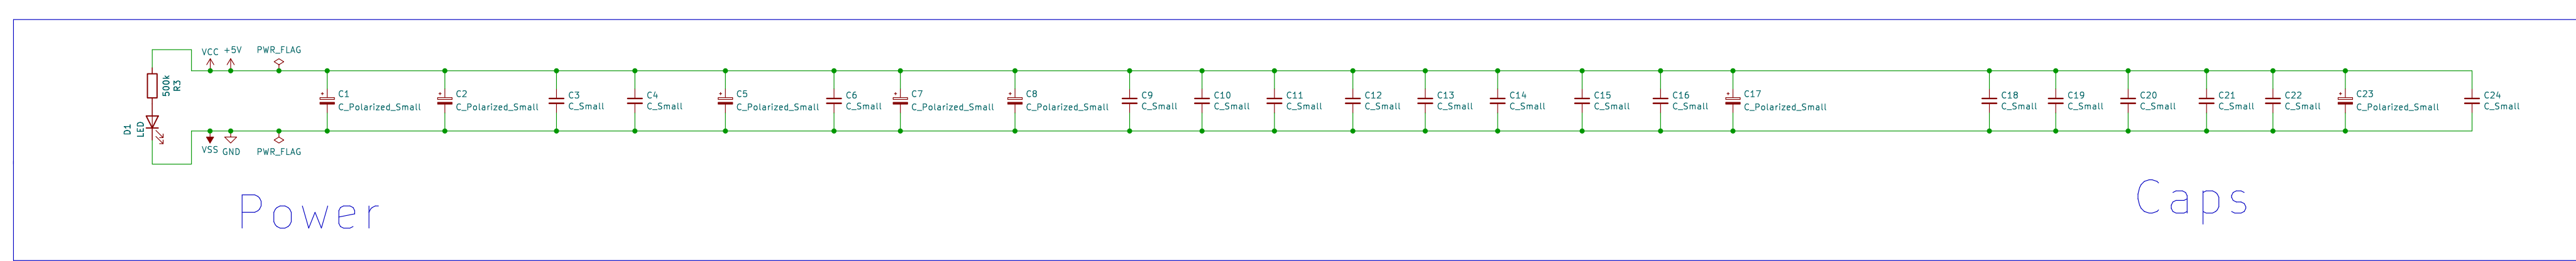 VCC
+5V
PWR_FLAG
500k
R3
D1
LED
VSS
GND
PWR_FLAG
C1
C_Polarized_Small
C2
C_Polarized_Small
C3
C_Small
C4
C_Small
C5
C_Polarized_Small
C6
C_Small
C7
C_Polarized_Small
C8
C_Polarized_Small
C9
C_Small
C10
C_Small
C11
C_Small
C12
C_Small
C13
C_Small
C14
C_Small
C15
C_Small
C16
C_Small
C17
C_Polarized_Small
C18
C_Small
C19
C_Small
C20
C_Small
C21
C_Small
C22
C_Small
C23
C_Polarized_Small
C24
C_Small
Power
Caps